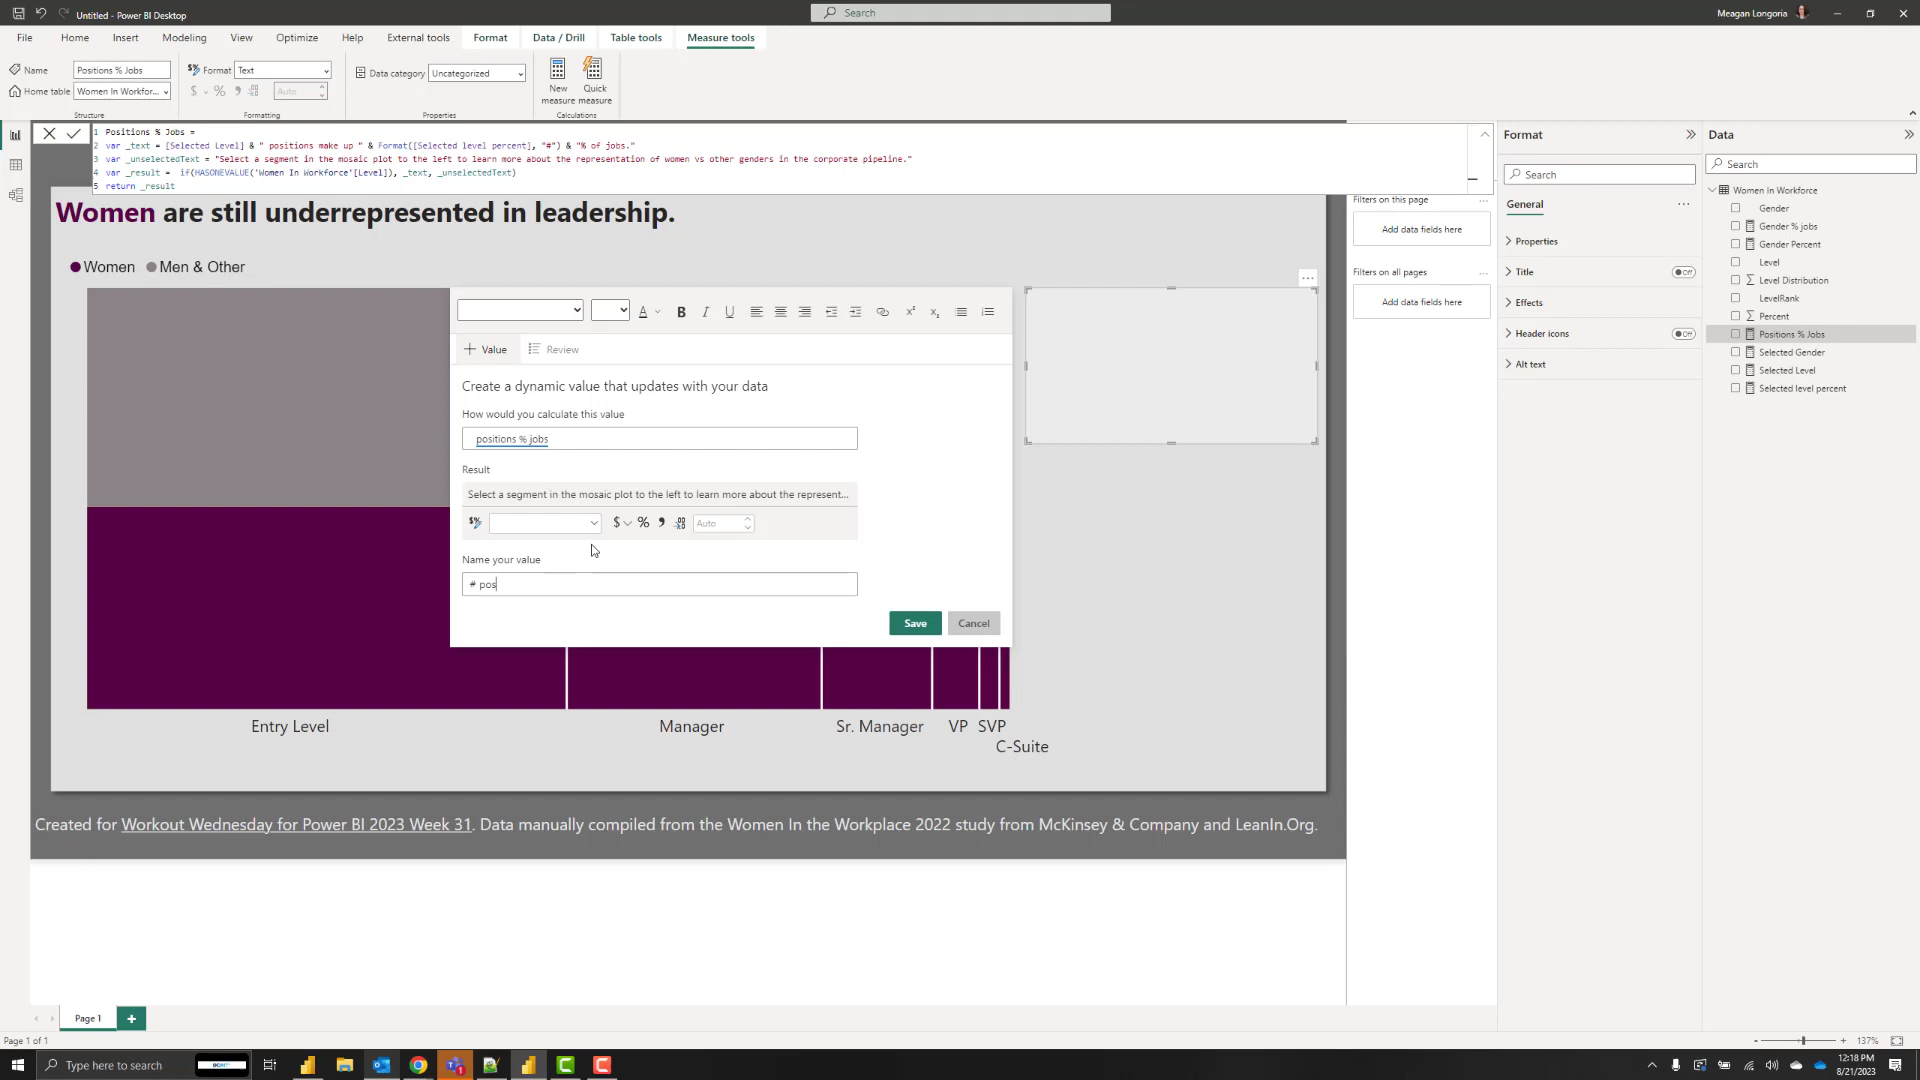 Untitled - Power BI Desktop
Search
Meagan Longoria
File Home Insert Modeling View Optimize Help External tools Format Data / Drill Table tools Measure tools
Name Positions % Jobs
Format Text
Data category Uncategorized
Home table Women In Workfor...
$ % Auto
New measure
Quick measure
Structure
Formatting
Properties
Calculations
1 Positions % Jobs =
2 var _text = [Selected Level] & " positions make up " & Format([Selected level percent], "#") & "% of jobs."
3 var _unselectedText = "Select a segment in the mosaic plot to the left to learn more about the representation of women vs other genders in the corporate pipeline."
4 var _result = if(HASONEVALUE('Women In Workforce'[Level]), _text, _unselectedText)
5 return _result
Women are still underrepresented in leadership.
Women Men & Other
A B I U
+ Value Review
Create a dynamic value that updates with your data
How would you calculate this value
positions % jobs
Result
Select a segment in the mosaic plot to the left to learn more about the represent...
$ % Auto
Name your value
# pos
Save Cancel
Entry Level
Manager
Sr. Manager
VP
SVP
C-Suite
Created for Workout Wednesday for Power BI 2023 Week 31. Data manually compiled from the Women In the Workplace 2022 study from McKinsey & Company and LeanIn.Org.
Filters on this page ...
Add data fields here
Filters on all pages ...
Add data fields here
Format
Search
General ...
Properties
Title Off
Effects
Header icons Off
Alt text
Data
Search
Women In Workforce
Gender
Gender % jobs
Gender Percent
Level
Level Distribution
LevelRank
Percent
Positions % Jobs
Selected Gender
Selected Level
Selected level percent
Page 1
Page 1 of 1
137%
Type here to search
12:18 PM
8/21/2023